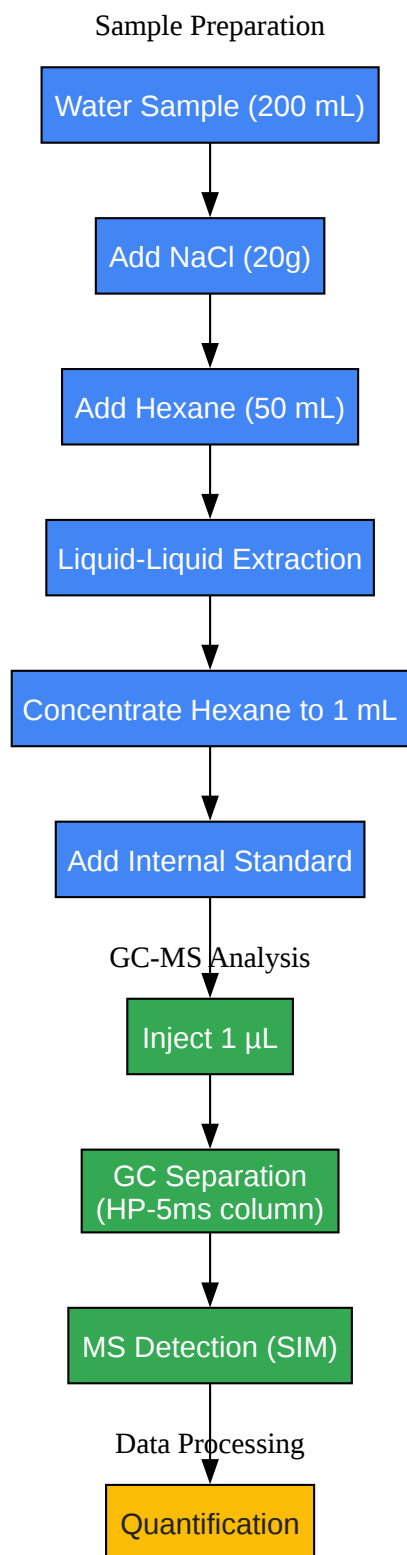 Sample Preparation
Water Sample (200 mL)
Add NaCl (20g)
Add Hexane (50 mL)
Liquid-Liquid Extraction
Concentrate Hexane to 1 mL
Add Internal Standard
GC-MS Analysis
Inject 1 µL
GC Separation
(HP-5ms column)
MS Detection (SIM)
Data Processing
Quantification